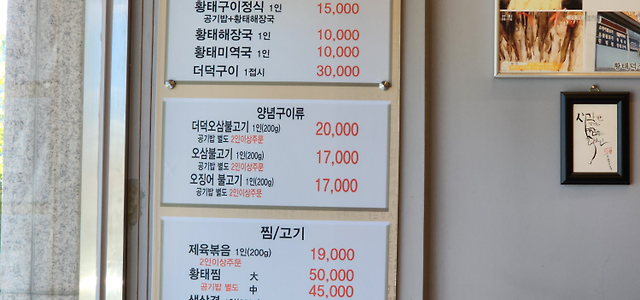 황태구이정식 1인 15,000
공기밥+황태해장국
황태해장국 1인 10,000
황태미역국 1인 10,000
더덕구이 1접시 30,000
양념구이류
더덕오삼불고기 1인(200g) 20,000
공기밥 별도 2인이상주문
오삼불고기 1인(200g) 17,000
공기밥 별도 2인이상주문
오징어 불고기 1인(200g) 17,000
공기밥 별도 2인이상주문
찜/고기
제육볶음 1인(200g) 19,000
2인이상주문
황태찜 大 50,000
공기밥 별도 中 45,000